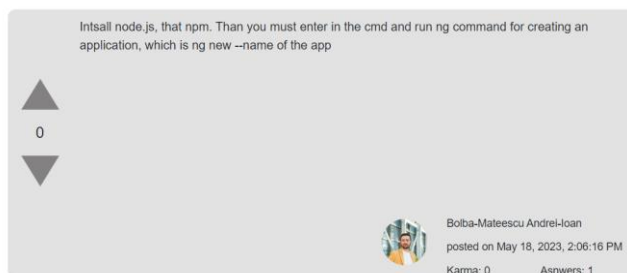 Intsall node.js, that npm. Than you must enter in the cmd and run ng command for creating an
application, which is ng new --name of the app
0
Bolba-Mateescu Andrei-Ioan
posted on May 18, 2023, 2:06:16 PM
Karma: 0 Aspwers: 1